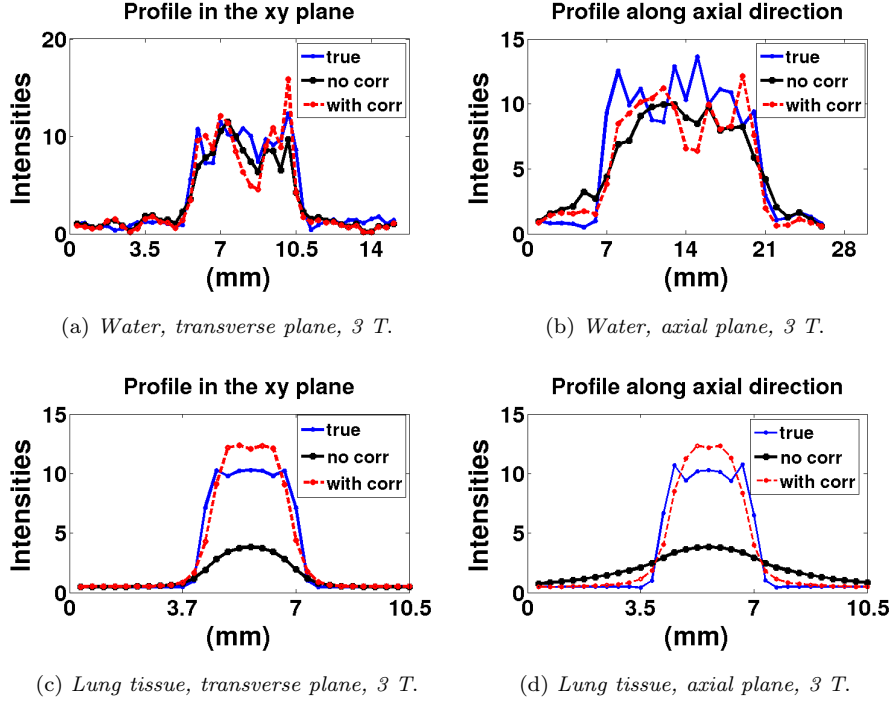 Profile in the xy plane
20
10
0
Intensities
true
no corr
with corr
0 3.5 7 10.5 14
(mm)
(a) Water, transverse plane, 3 T.
Profile along axial direction
15
10
5
0
Intensities
true
no corr
with corr
0 7 14 21 28
(mm)
(b) Water, axial plane, 3 T.
Profile in the xy plane
15
10
5
0
Intensities
true
no corr
with corr
0 3.7 7 10.5
(mm)
(c) Lung tissue, transverse plane, 3 T.
Profile along axial direction
15
10
5
0
Intensities
true
no corr
with corr
0 3.5 7 10.5
(mm)
(d) Lung tissue, axial plane, 3 T.